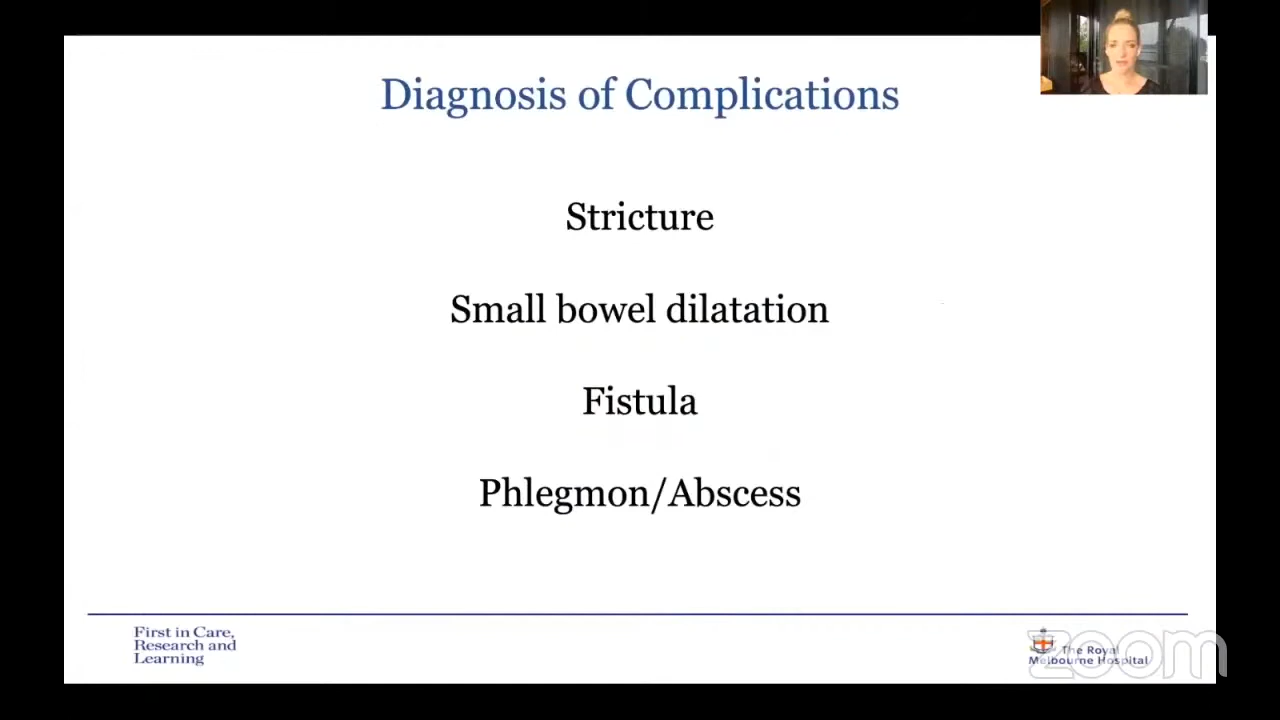 Diagnosis of Complications
Stricture
Small bowel dilatation
Fistula
Phlegmon/Abscess
First in Care,
Research and
Learning
The Royal
Melbourne Hospital
zoom